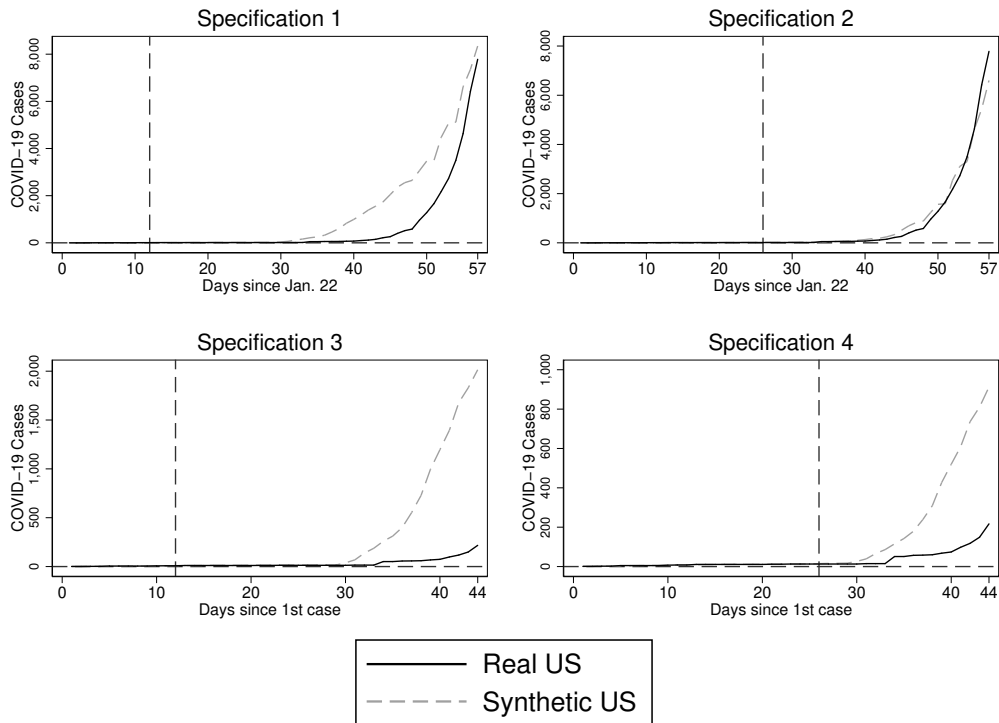 Specification 1
COVID−19 Cases
0
2,000
4,000
6,000
8,000
0 10 20 30 40 50 57
Days since Jan. 22
Specification 2
COVID−19 Cases
0
2,000
4,000
6,000
8,000
0 10 20 30 40 50 57
Days since Jan. 22
Specification 3
COVID−19 Cases
0
500
1,000
1,500
2,000
0 10 20 30 40 44
Days since 1st case
Specification 4
COVID−19 Cases
0
200
400
600
800
1,000
0 10 20 30 40 44
Days since 1st case
Real US
Synthetic US